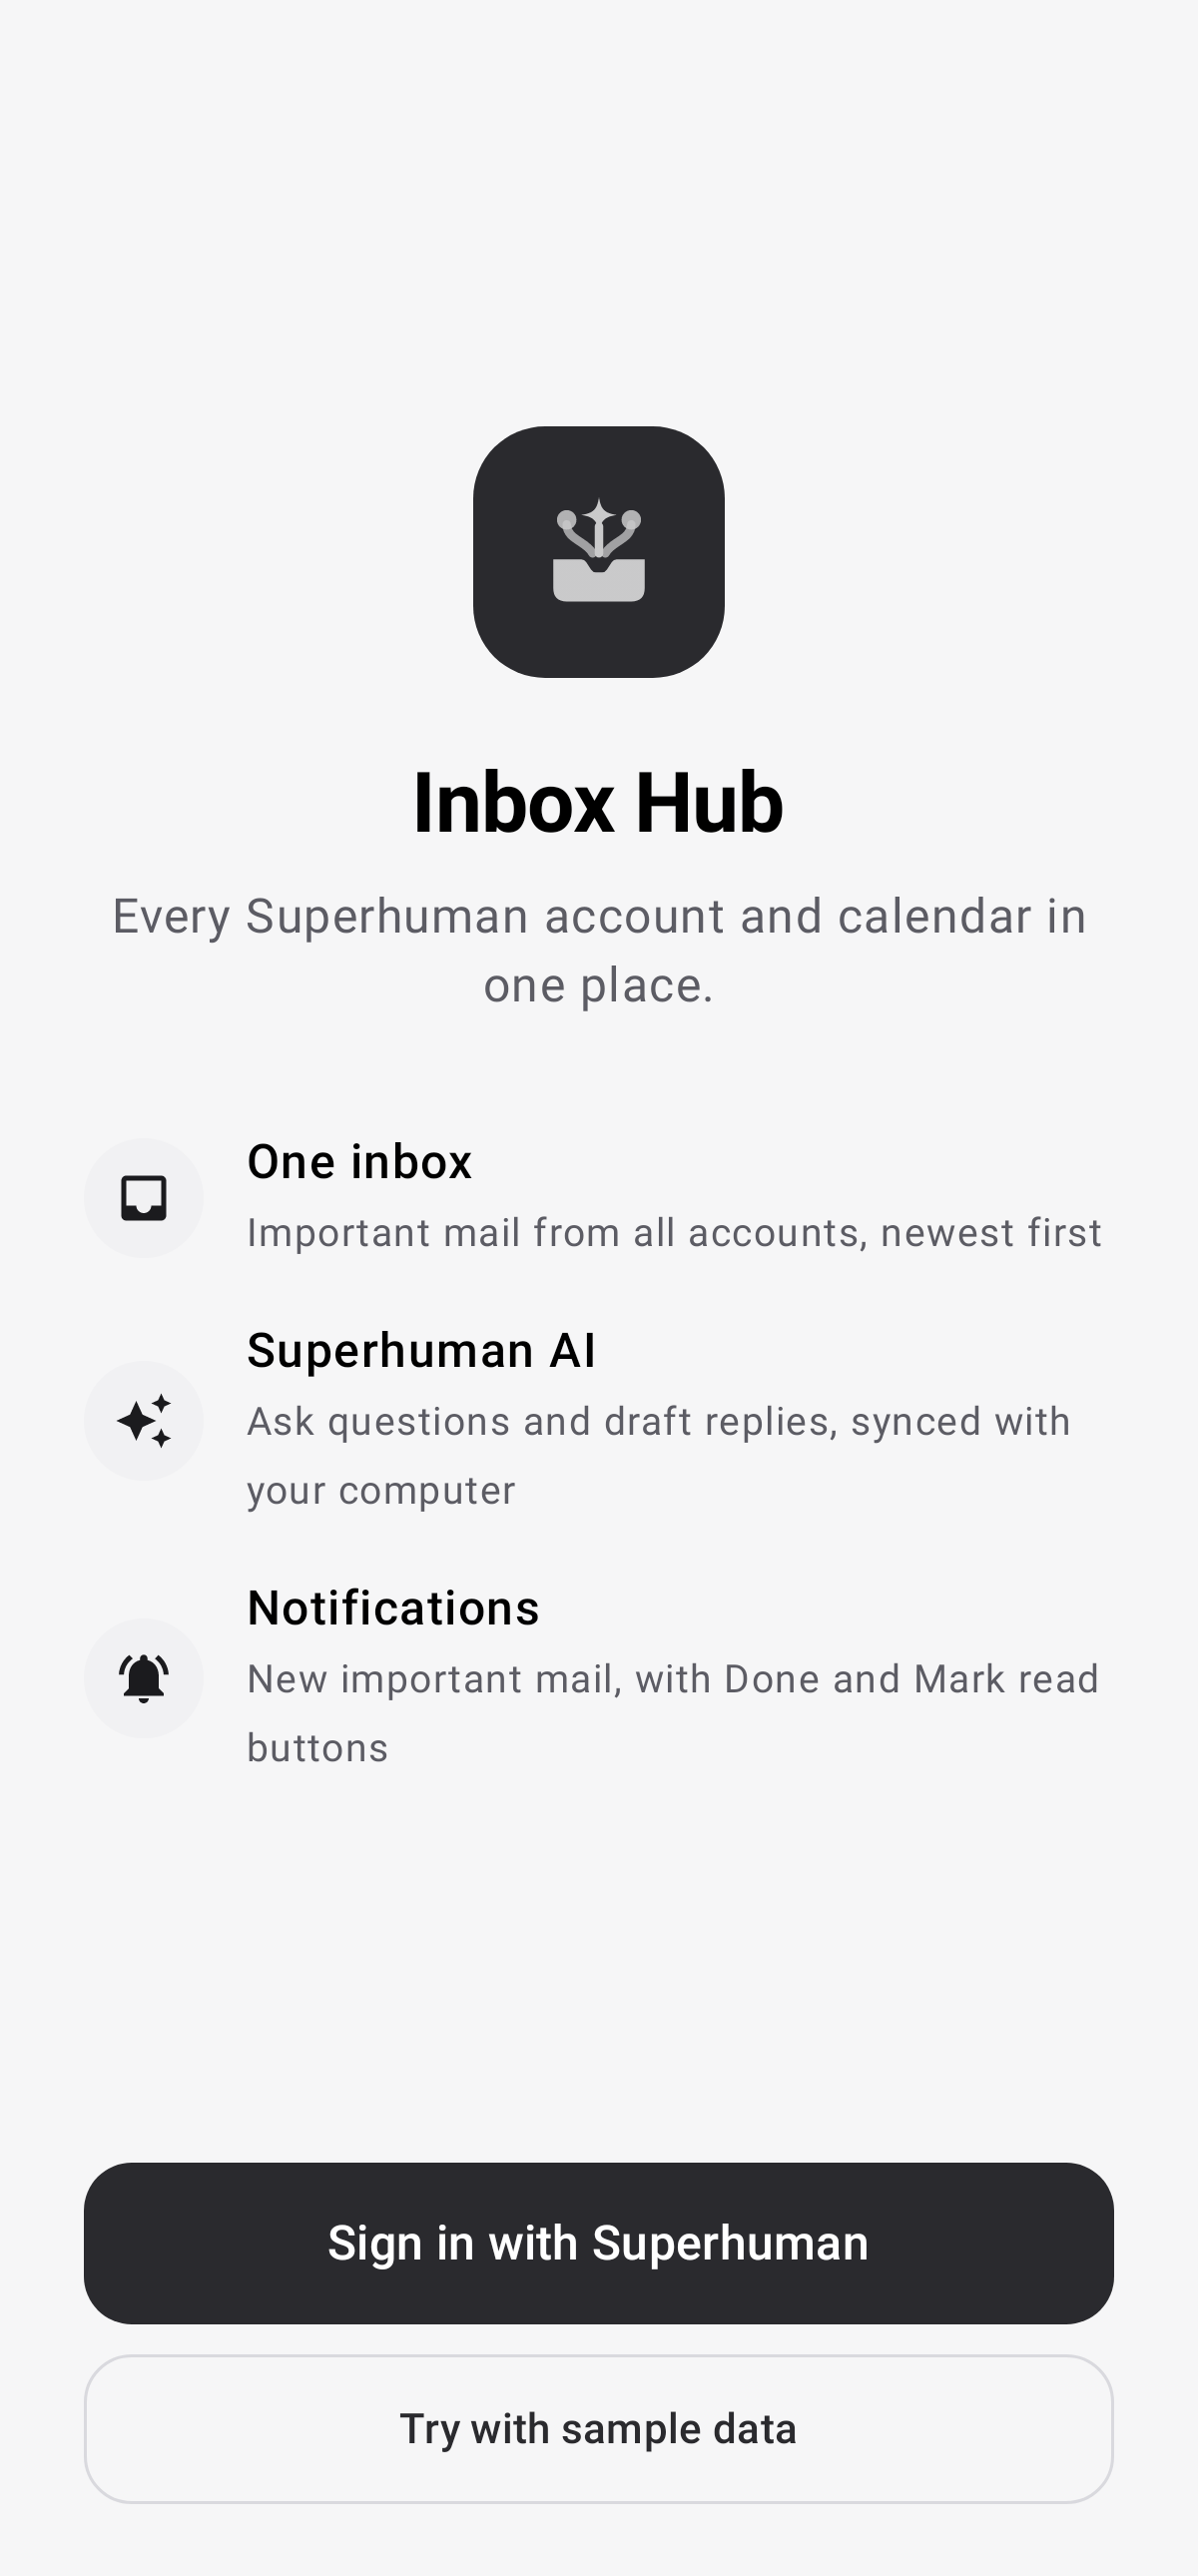 Inbox Hub
Every Superhuman account and calendar in
one place.
One inbox
Important mail from all accounts, newest first
Superhuman AI
Ask questions and draft replies, synced with
your computer
Notifications
New important mail, with Done and Mark read
buttons
Sign in with Superhuman
Try with sample data